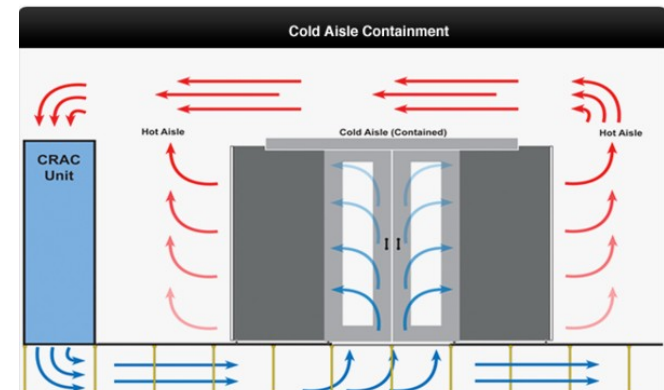 Cold Aisle Containment
Hot Aisle
Cold Aisle (Contained)
Hot Aisle
CRAC
Unit